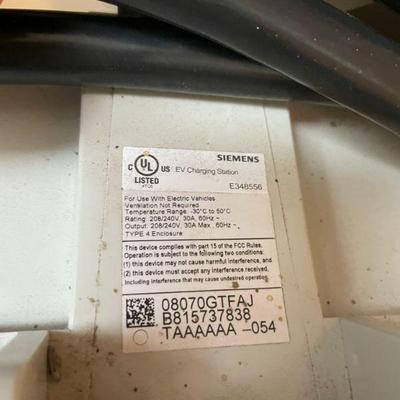 SIEMENS
C UL US EV Charging Station
LISTED
E348556
For Use With Electric Vehicles
Ventilation Not Required
Temperature Range: -30°C to 50°C
Rating: 208/240V, 30A, 60Hz ~
Output: 208/240V, 30A Max , 60Hz ~
TYPE 4 Enclosure
This device complies with part 15 of the FCC Rules.
Operation is subject to the following two conditions:
(1) this device may not cause harmful interference, and
(2) this device must accept any interference received,
including interference that may cause undesired operation
08070GTFAJ
B815737838
TAAAAAA -054